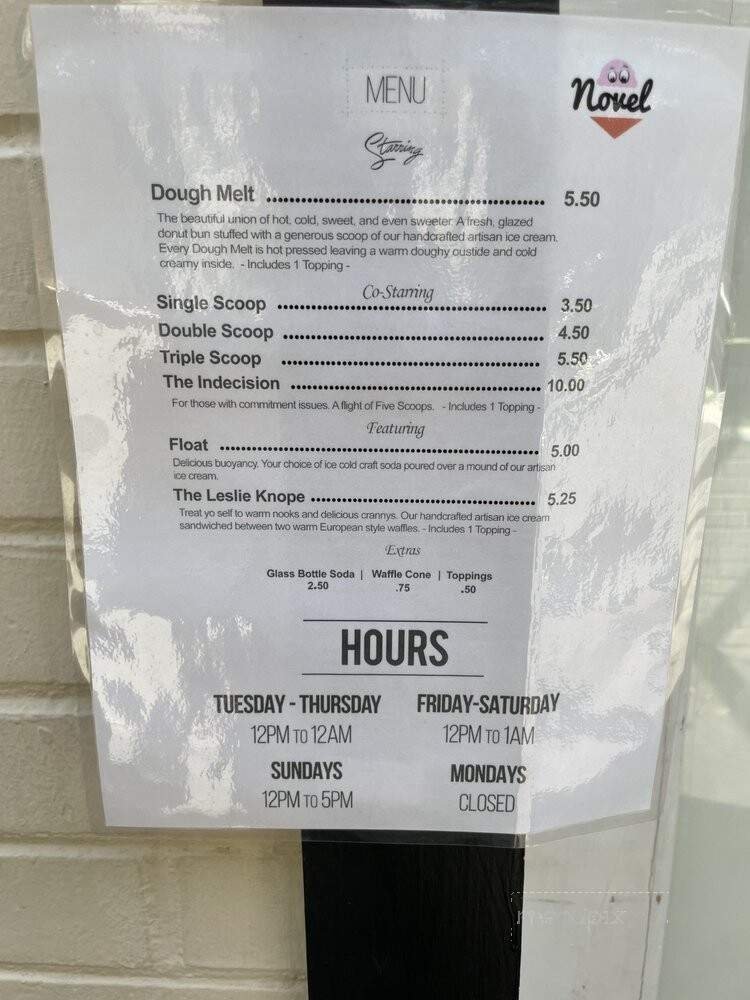 MENU
Novel
Starring
Dough Melt ........................................ 5.50
The beautiful union of hot, cold, sweet, and even sweeter. A fresh, glazed
donut bun stuffed with a generous scoop of our handcrafted artisan ice cream.
Every Dough Melt is hot pressed leaving a warm doughy oustide and cold
creamy inside. - Includes 1 Topping -
Co-Starring
Single Scoop ........................................ 3.50
Double Scoop ........................................ 4.50
Triple Scoop ........................................ 5.50
The Indecision ........................................ 10.00
For those with commitment issues. A flight of Five Scoops. - Includes 1 Topping -
Featuring
Float ........................................ 5.00
Delicious buoyancy. Your choice of ice cold craft soda poured over a mound of our artisan
ice cream.
The Leslie Knope ........................................ 5.25
Treat yo self to warm nooks and delicious crannys. Our handcrafted artisan ice cream
sandwiched between two warm European style waffles. - Includes 1 Topping -
Extras
Glass Bottle Soda | Waffle Cone | Toppings
2.50 .75 .50
HOURS
TUESDAY - THURSDAY FRIDAY-SATURDAY
12PM TO 12AM 12PM TO 1AM
SUNDAYS MONDAYS
12PM TO 5PM CLOSED